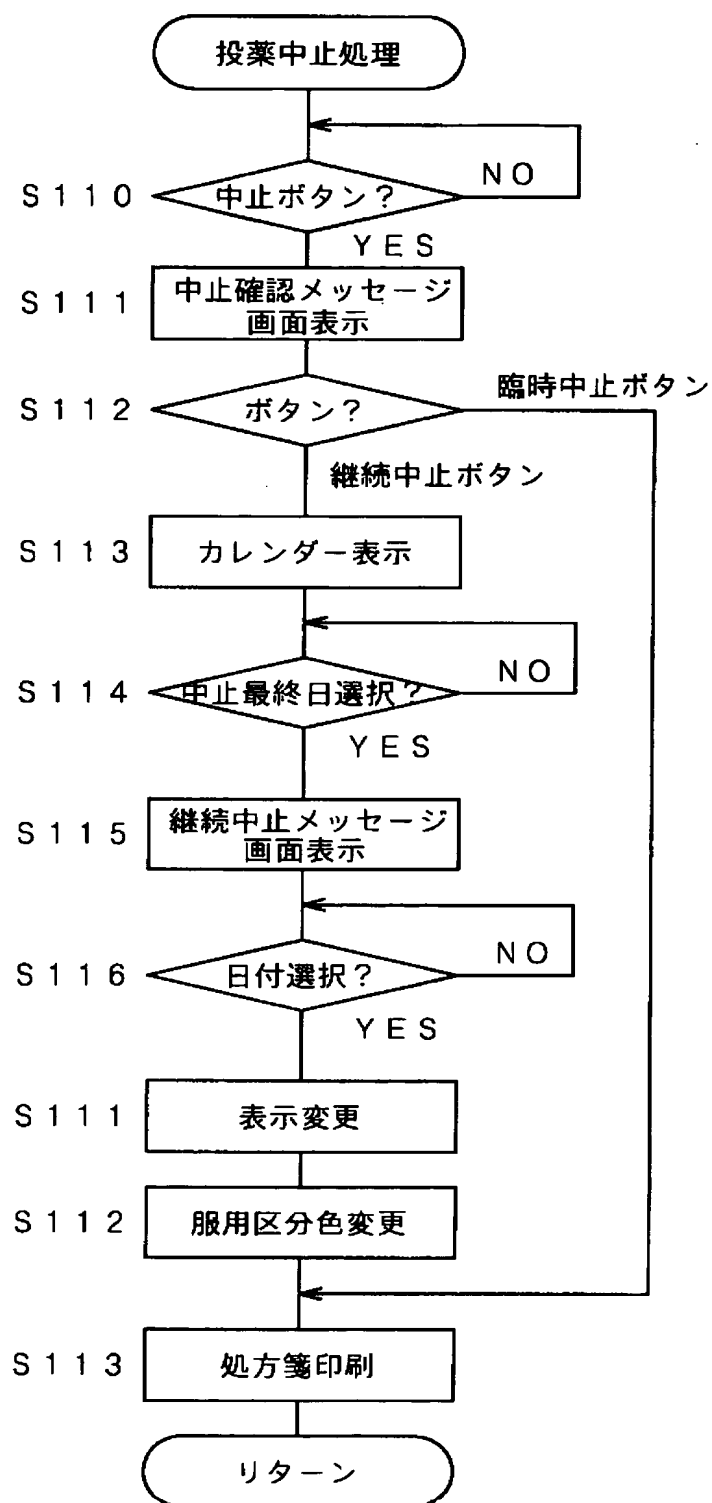 投薬中止処理
NO
S110
中止ボタン?
YES
S111
中止確認メッセージ
画面表示
臨時中止ボタン
S112
ボタン?
継続中止ボタン
S113
カレンダー表示
NO
S114
中止最終日選択?
YES
S115
継続中止メッセージ
画面表示
NO
S116
日付選択?
YES
S111
表示変更
S112
服用区分色変更
S113
処方箋印刷
リターン